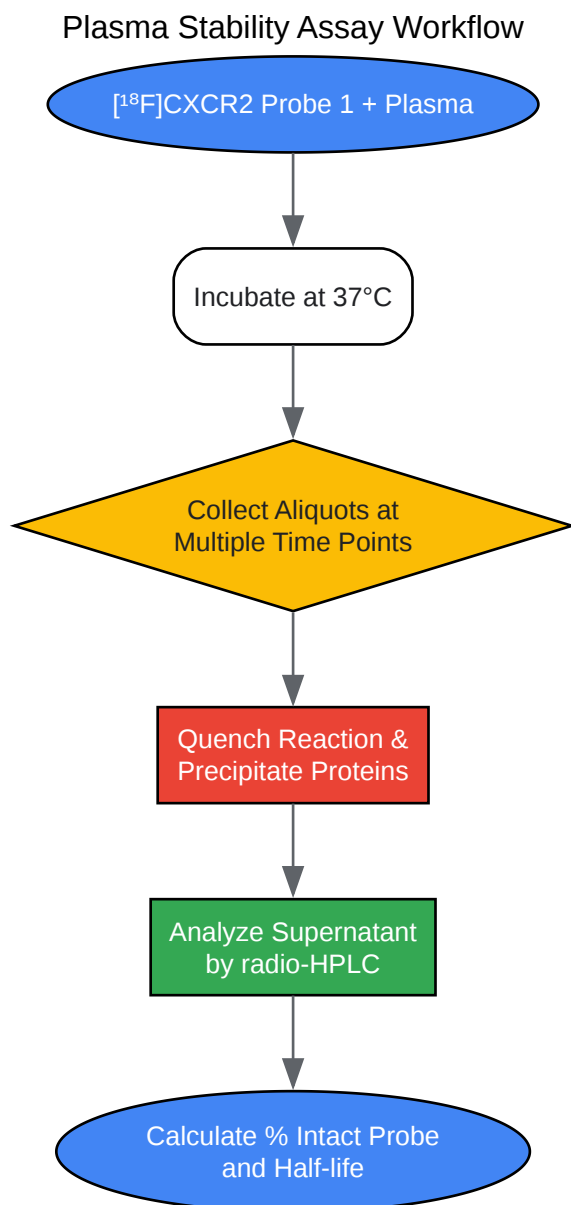 Plasma Stability Assay Workflow
[¹⁸F]CXCR2 Probe 1 + Plasma
Incubate at 37°C
Collect Aliquots at
Multiple Time Points
Quench Reaction &
Precipitate Proteins
Analyze Supernatant
by radio-HPLC
Calculate % Intact Probe
and Half-life